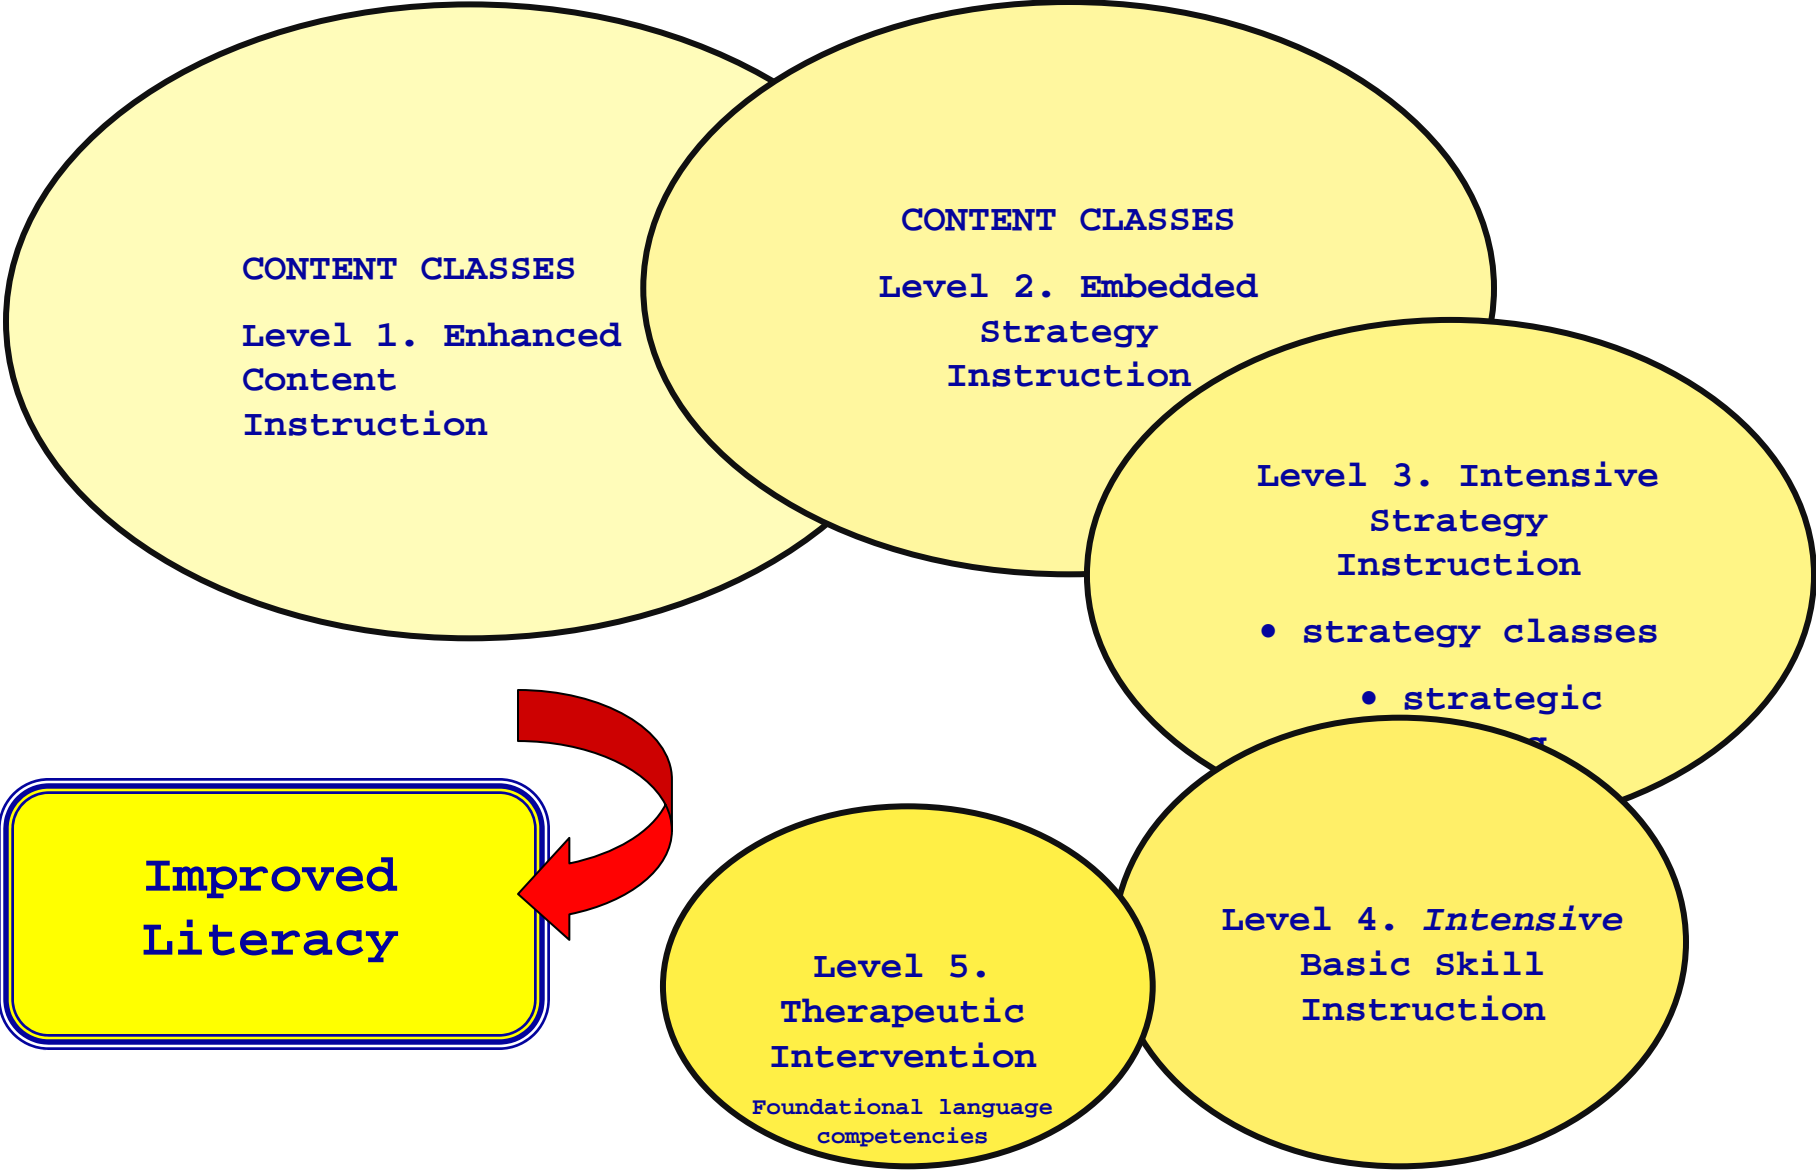 CONTENT CLASSES
Level 1. Enhanced
Content
Instruction
CONTENT CLASSES
Level 2. Embedded
Strategy
Instruction
Level 3. Intensive
Strategy
Instruction
• strategy classes
• strategic
Level 4. Intensive
Basic Skill
Instruction
Level 5.
Therapeutic
Intervention
Foundational language
competencies
Improved
Literacy